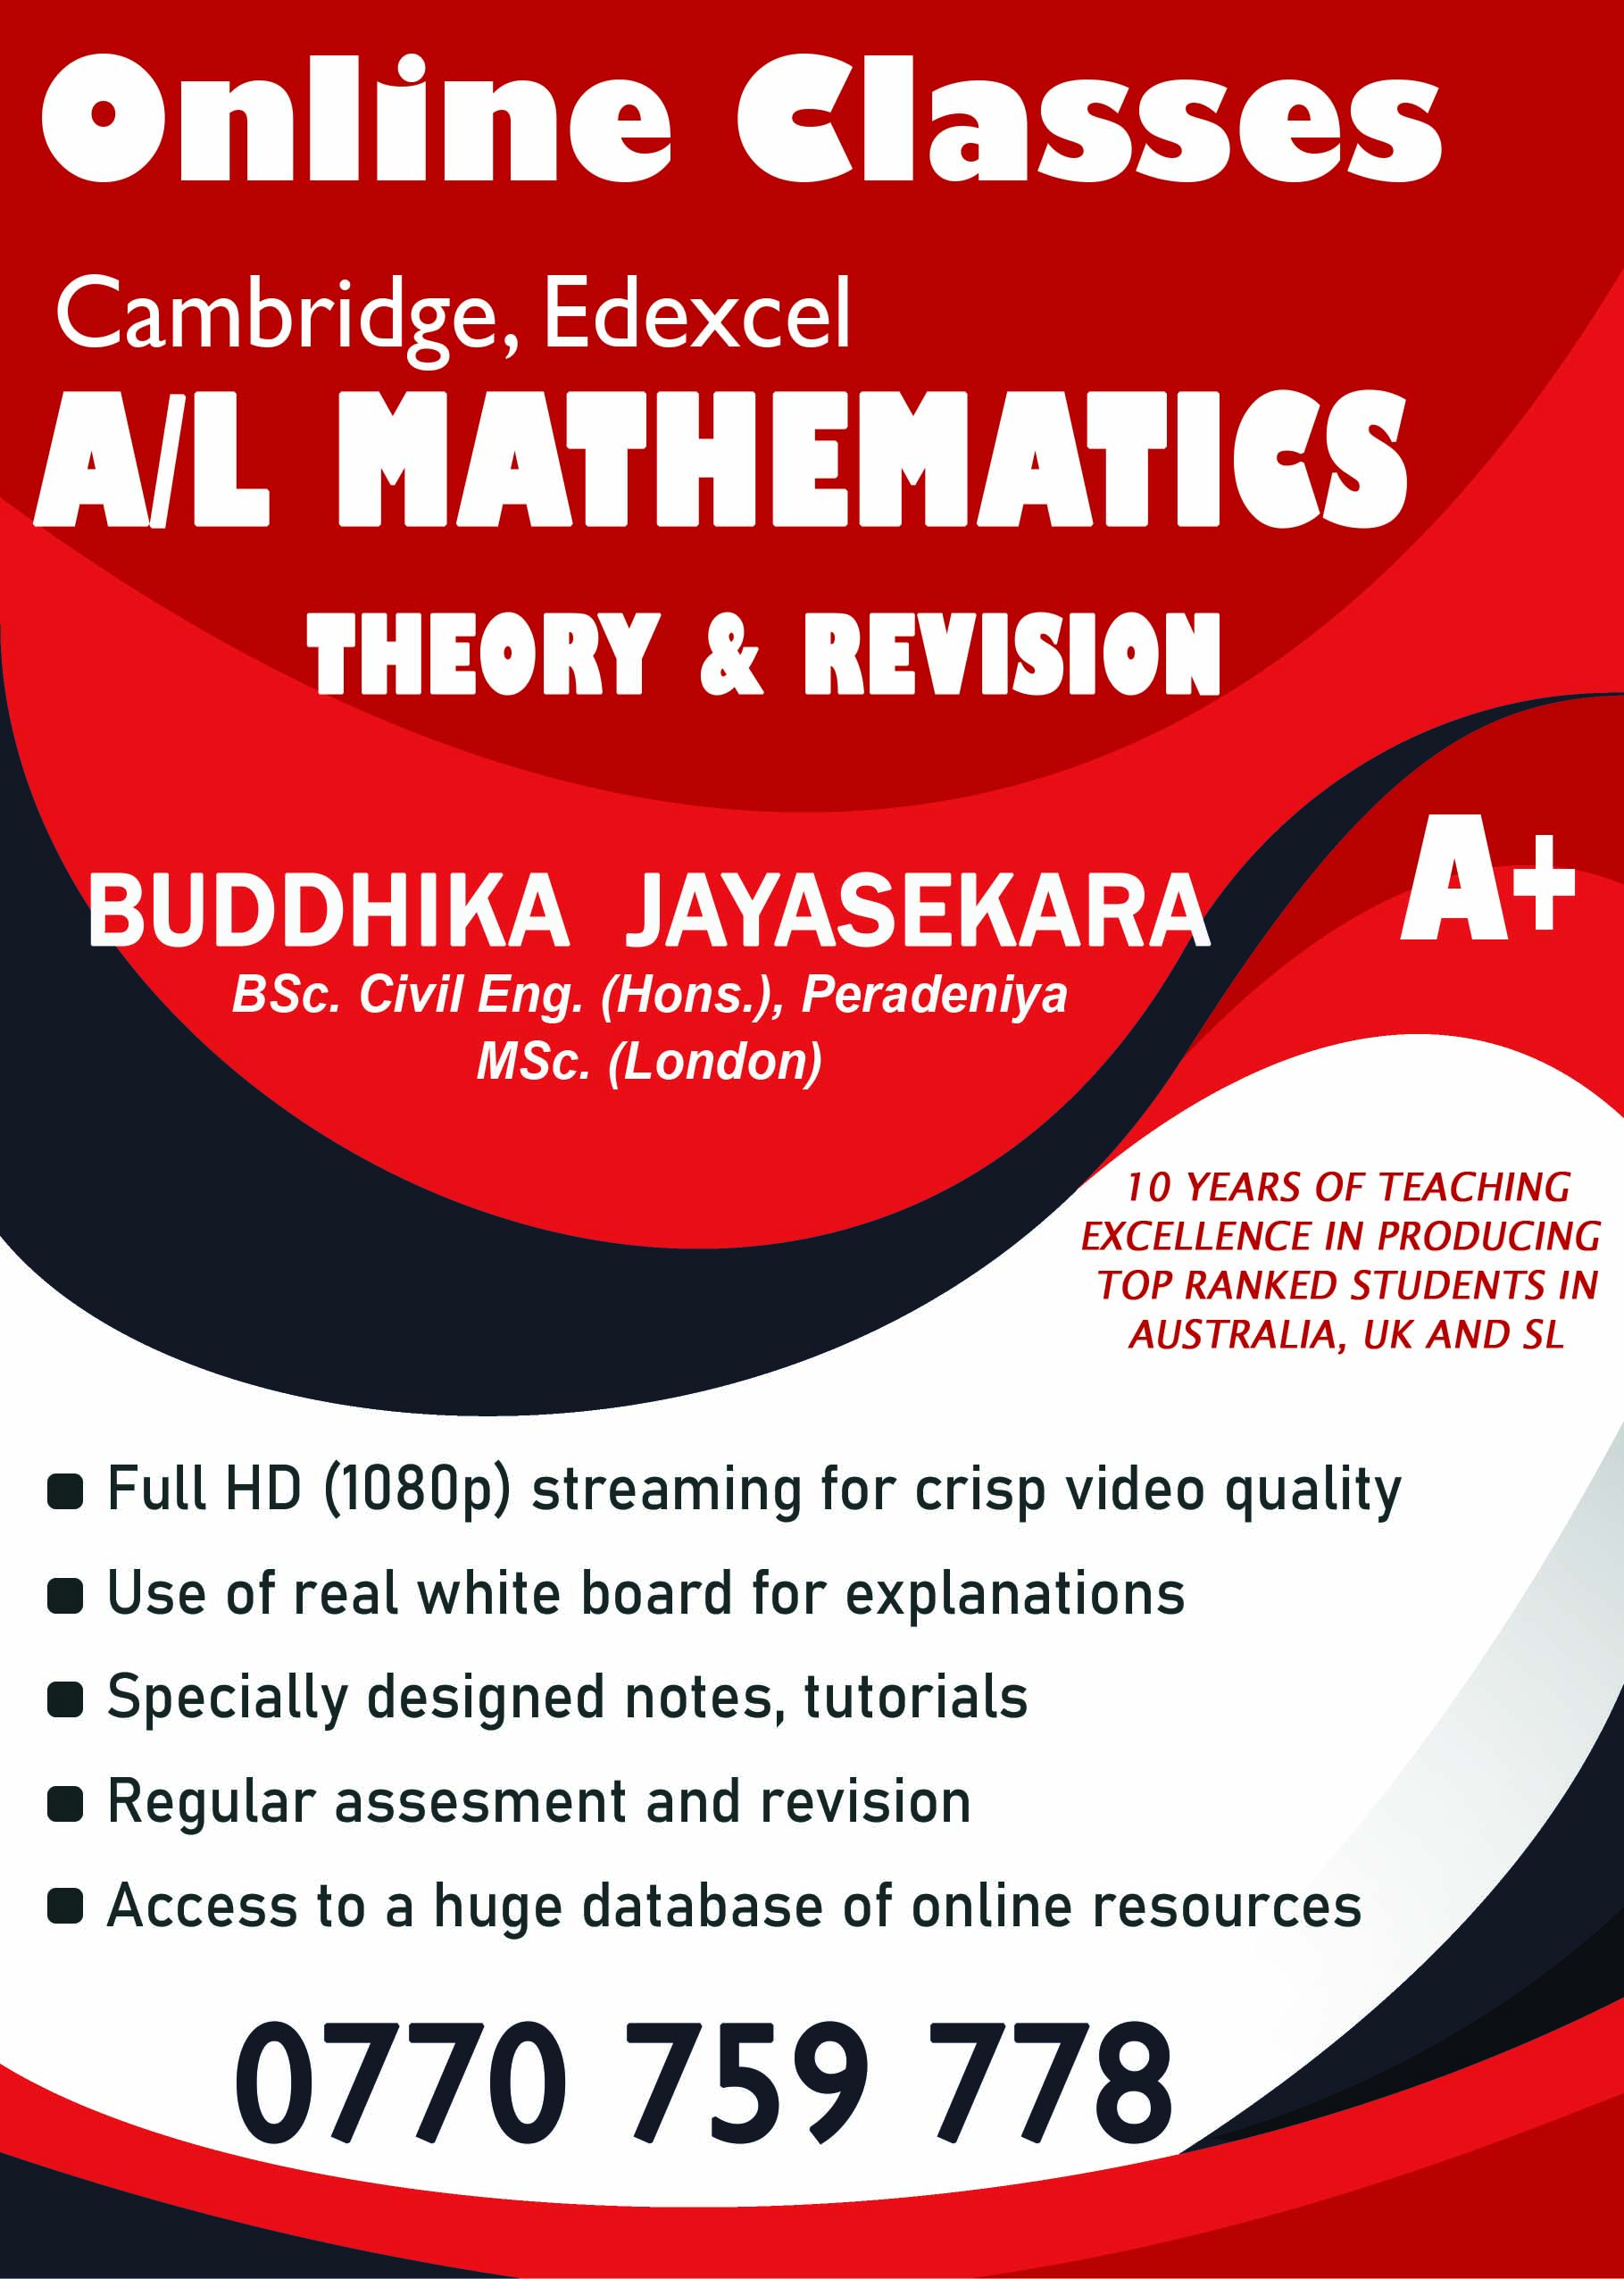 Online Classes
Cambridge, Edexcel
A/L MATHEMATICS
THEORY & REVISION
A+
BUDDHIKA JAYASEKARA
BSc. Civil Eng. (Hons.), Peradeniya
MSc. (London)
10 YEARS OF TEACHING
EXCELLENCE IN PRODUCING
TOP RANKED STUDENTS IN
AUSTRALIA, UK AND SL
Full HD (1080p) streaming for crisp video quality
Use of real white board for explanations
Specially designed notes, tutorials
Regular assesment and revision
Access to a huge database of online resources
0770 759 778